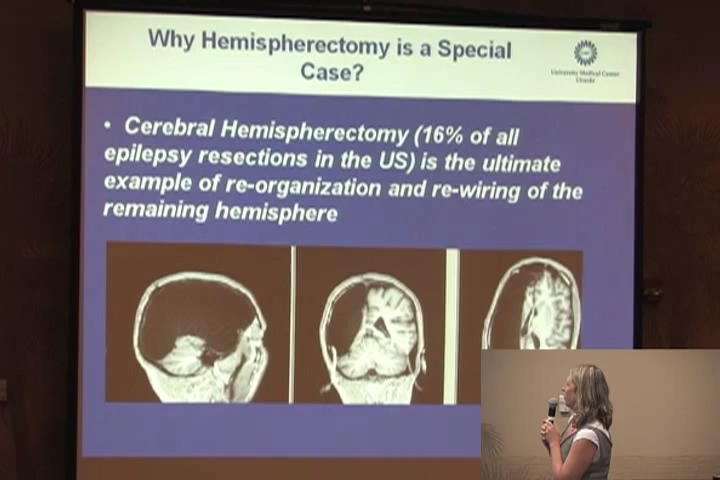 Why Hemispherectomy is a Special
Case?
University Medical Center
Utrecht
• Cerebral Hemispherectomy (16% of all
epilepsy resections in the US) is the ultimate
example of re-organization and re-wiring of the
remaining hemisphere